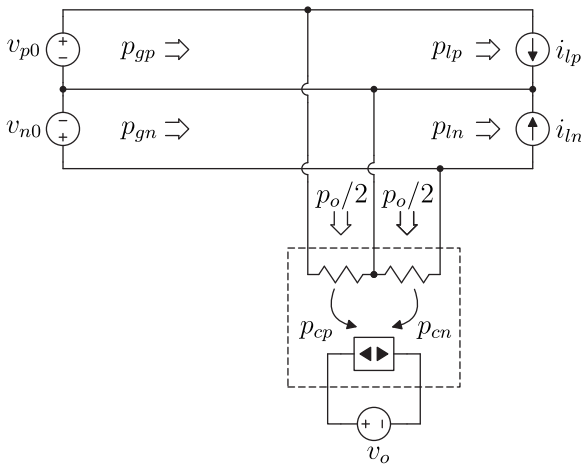 v_{p0} + − p_{gp} p_{lp} i_{lp}
v_{n0} − + p_{gn} p_{ln} i_{ln}
p_o/2 p_o/2
p_{cp} p_{cn}
+ −
v_o